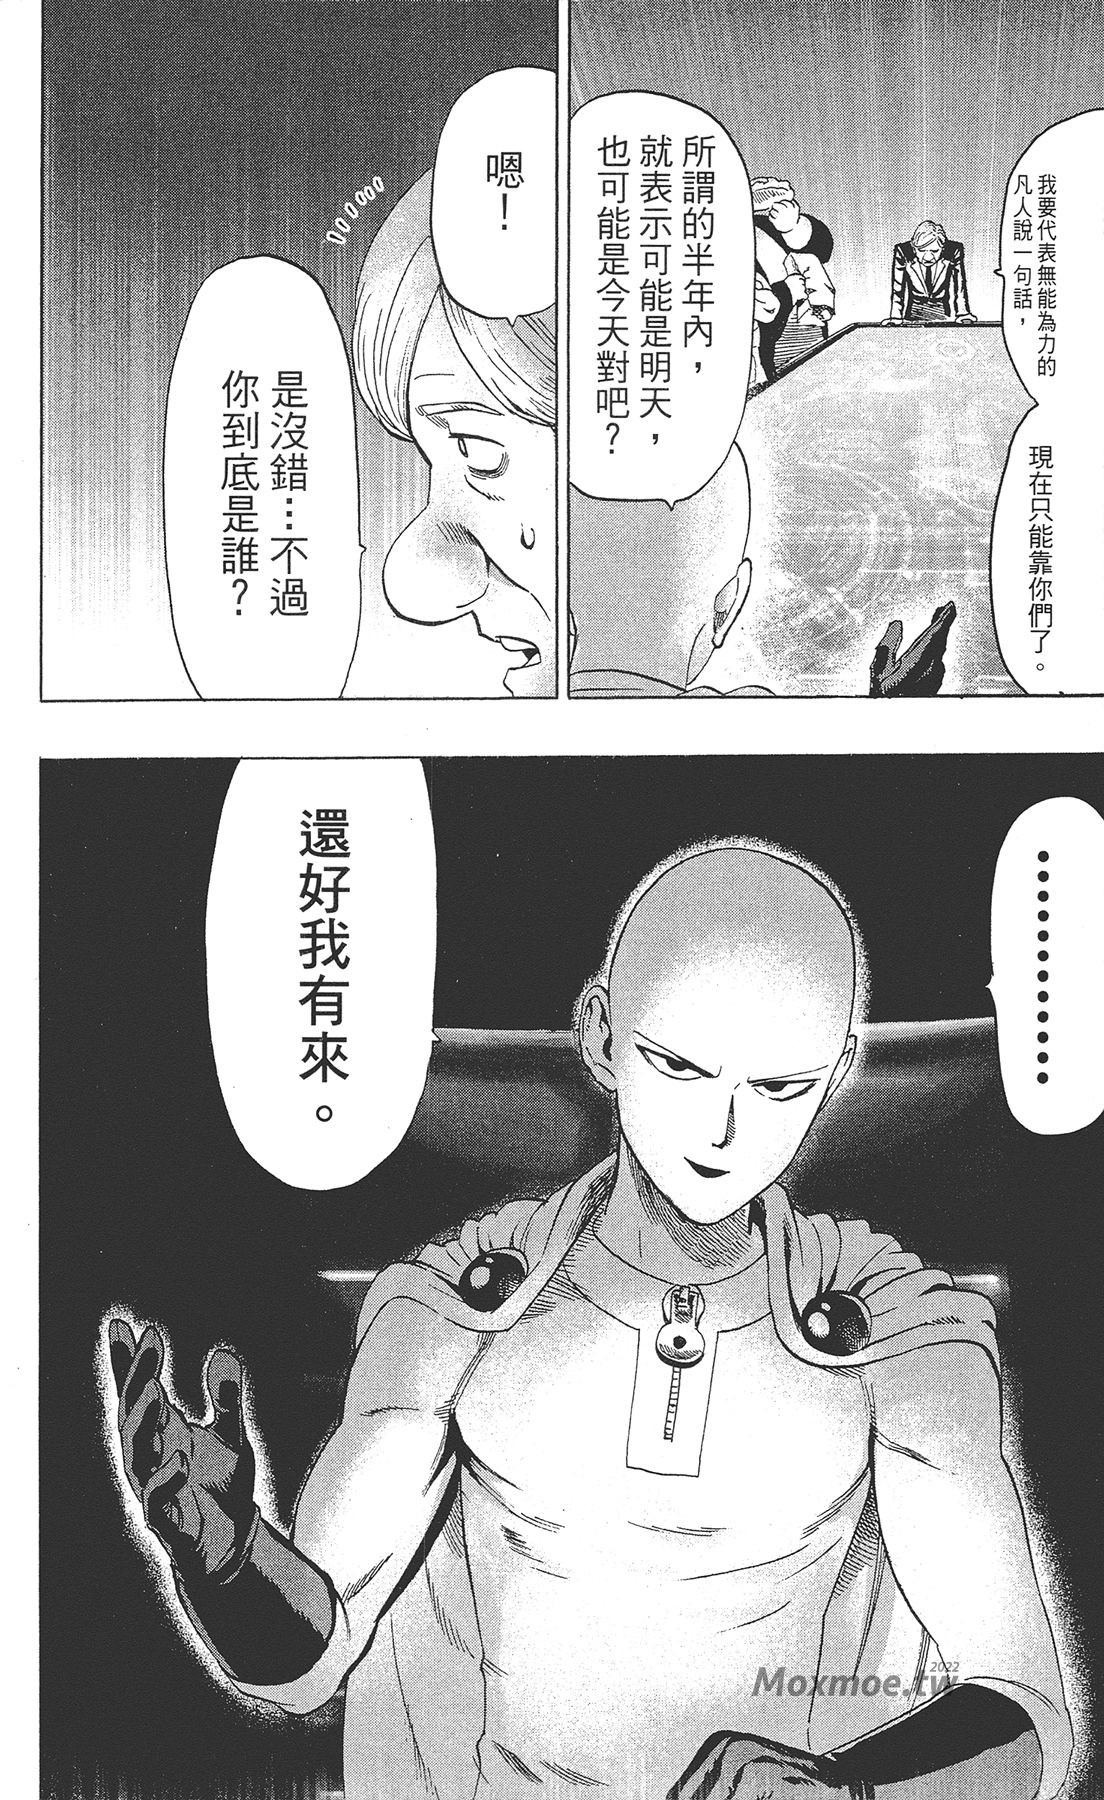 我要代表無能為力的
凡人說一句話，
現在只能靠你們了。
所謂的半年內，
就表示可能是明天，
也可能是今天對吧？
嗯！
是沒錯…不過
你到底是誰？
…………
還好我有來。
2022
Moxmoe.tw